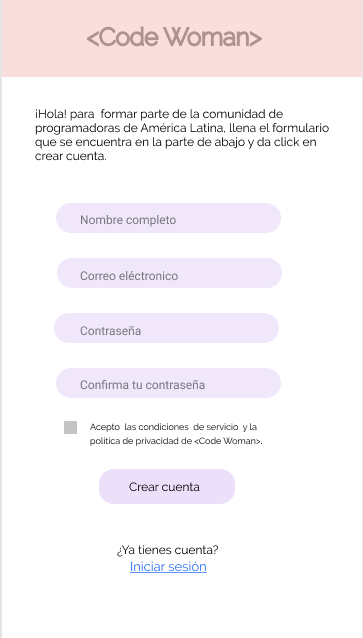 <Code Woman>
¡Hola! para formar parte de la comunidad de
programadoras de América Latina, llena el formulario
que se encuentra en la parte de abajo y da click en
crear cuenta.
Nombre completo
Correo eléctronico
Contraseña
Confirma tu contraseña
Acepto las condiciones de servicio y la
política de privacidad de <Code Woman>.
Crear cuenta
¿Ya tienes cuenta?
Iniciar sesión